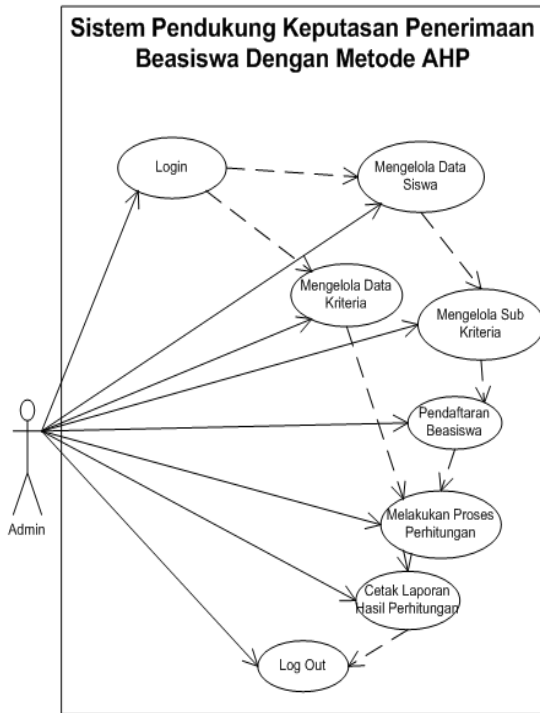 Sistem Pendukung Keputasan Penerimaan
Beasiswa Dengan Metode AHP
Login
Mengelola Data
Siswa
Mengelola Data
Kriteria
Mengelola Sub
Kriteria
Pendaftaran
Beasiswa
Admin
Melakukan Proses
Perhitungan
Cetak Laporan
Hasil Perhitungan
Log Out